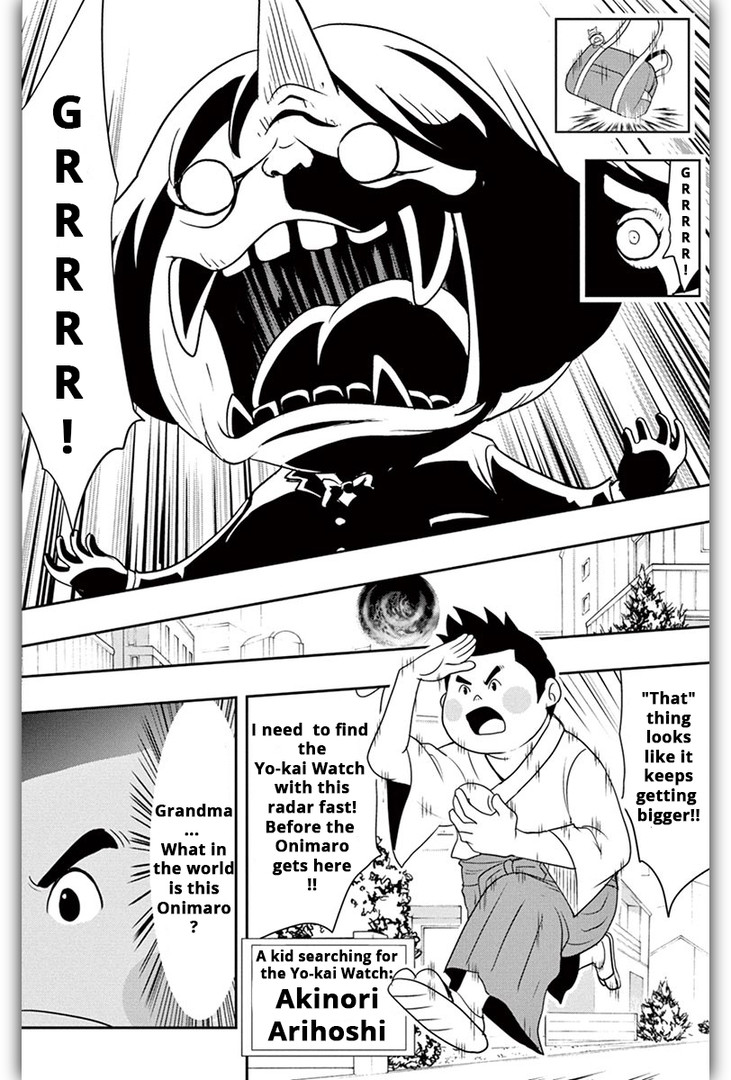 GRRRRR!
GRRRRR!
"That"
thing
looks
like it
keeps
getting
bigger!!
I need to find
the
Yo-kai Watch
with this
radar fast!
Before the
Onimaro
gets here
!!
A kid searching for
the Yo-kai Watch:
Akinori
Arihoshi
Grandma
...
What in
the world
is this
Onimaro
?